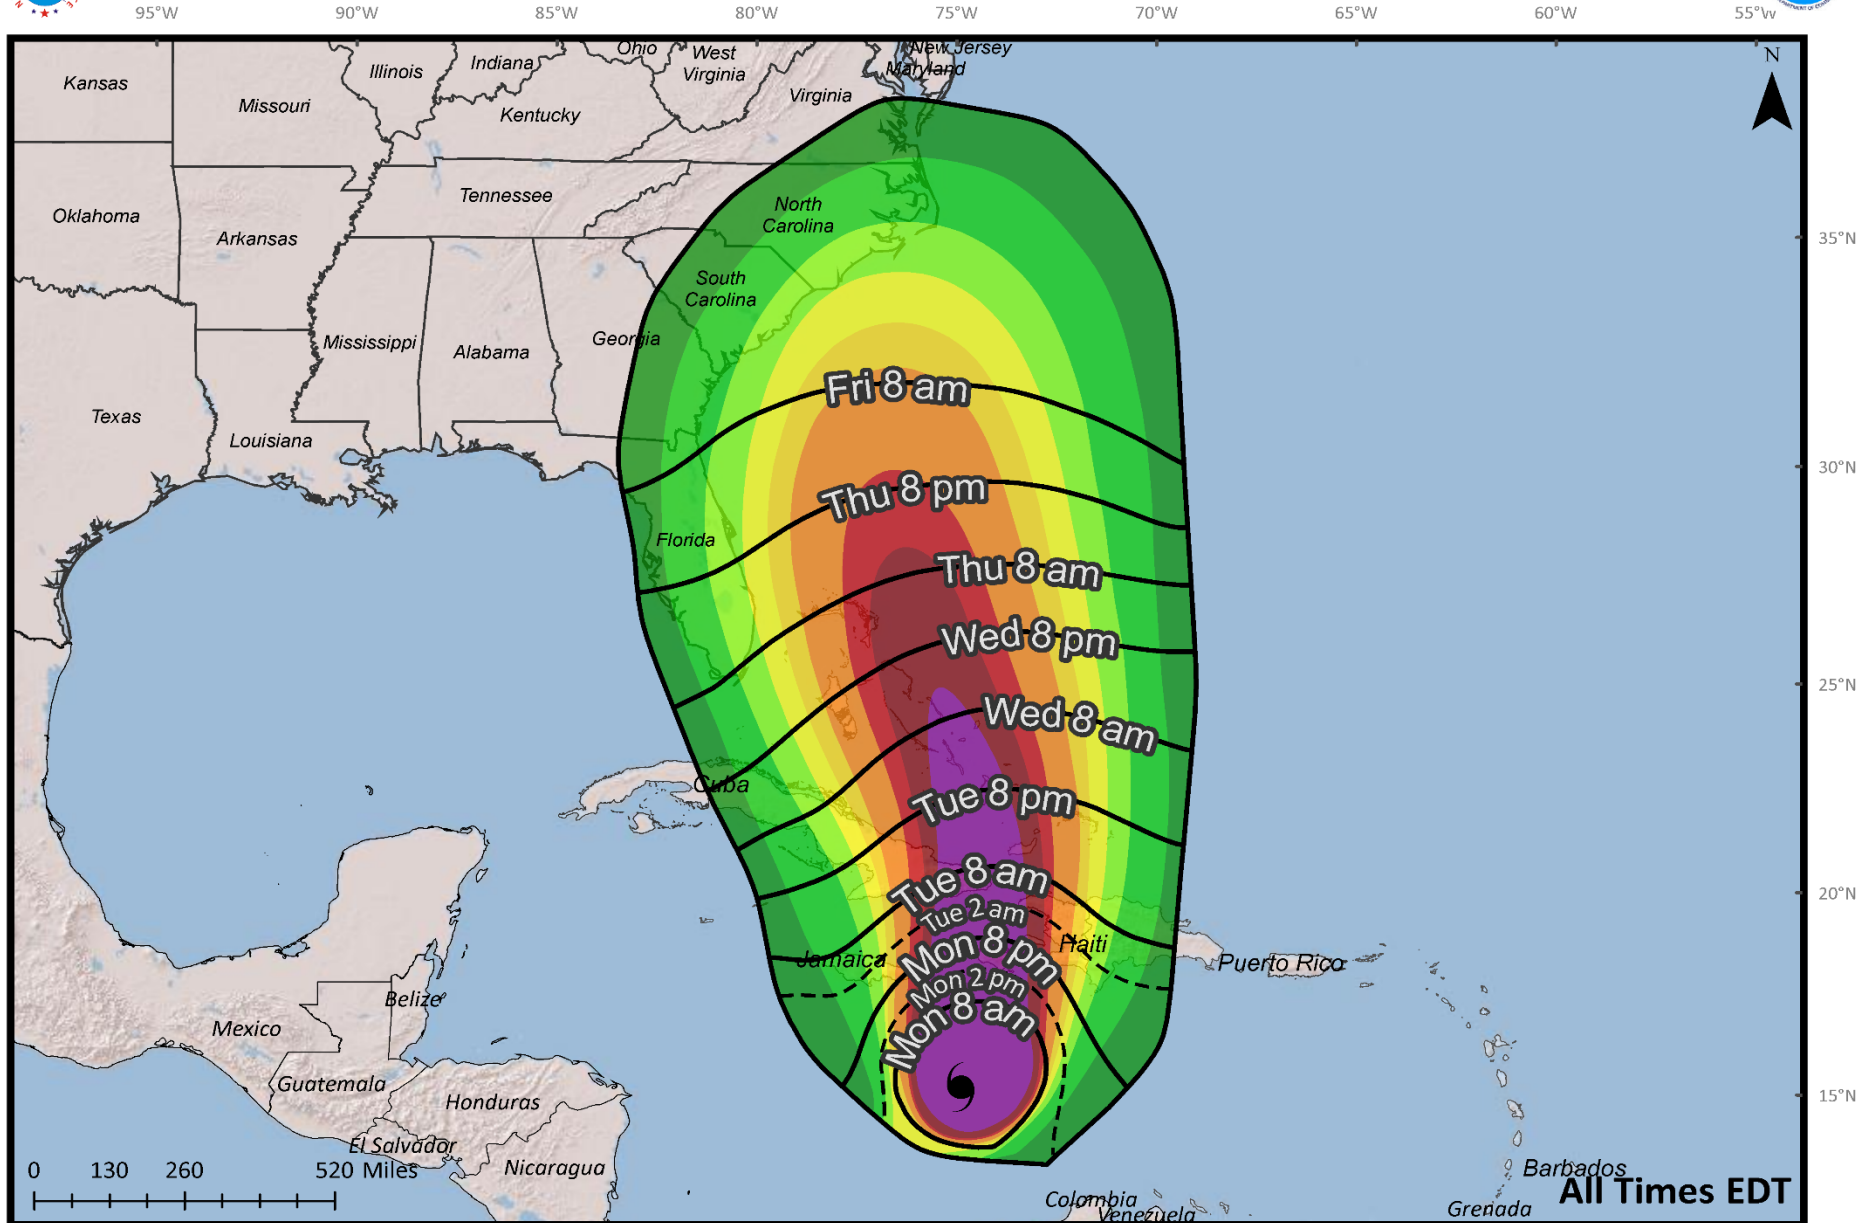 95°W 90°W 85°W 80°W 75°W 70°W 65°W 60°W 55°W
N
Ohio
West
Virginia
New Jersey
Maryland
Kansas
Illinois
Indiana
Missouri
Kentucky
Virginia
Oklahoma
Arkansas
Tennessee
North
Carolina
35°N
South
Carolina
Mississippi
Alabama
Georgia
Texas
Louisiana
Fri 8 am
30°N
Thu 8 pm
Florida
Thu 8 am
Wed 8 pm
25°N
Wed 8 am
Cuba
Tue 8 pm
Tue 8 am
20°N
Tue 2 am
Mon 8 pm
Haiti
Jamaica
Puerto Rico
Mon 2 pm
Mon 8 am
Belize
Mexico
Guatemala
Honduras
15°N
El Salvador
Nicaragua
0 130 260 520 Miles
Barbados
All Times EDT
Colombia
Venezuela
Grenada